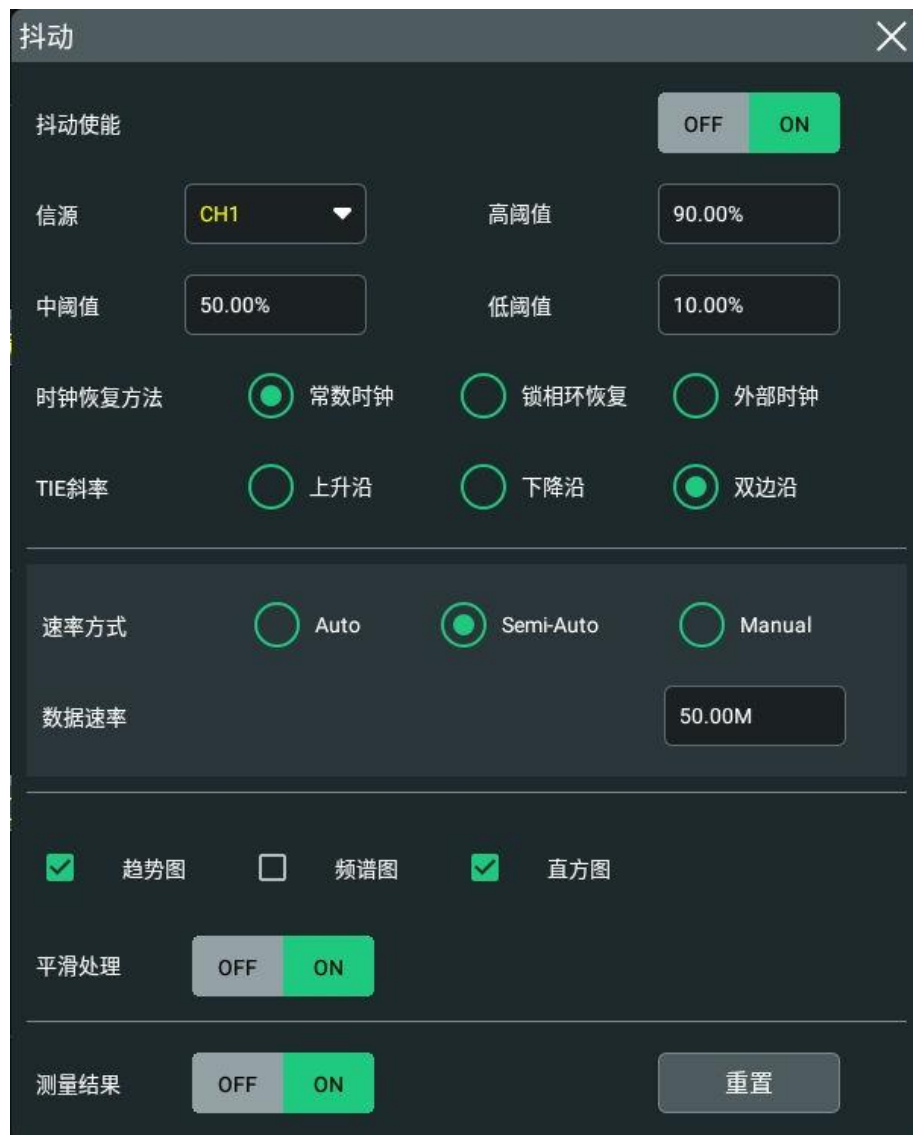 抖动
抖动使能 OFF ON
信源 CH1 高阈值 90.00%
中阈值 50.00% 低阈值 10.00%
时钟恢复方法 常数时钟 锁相环恢复 外部时钟
TIE斜率 上升沿 下降沿 双边沿
速率方式 Auto Semi-Auto Manual
数据速率 50.00M
趋势图 频谱图 直方图
平滑处理 OFF ON
测量结果 OFF ON 重置